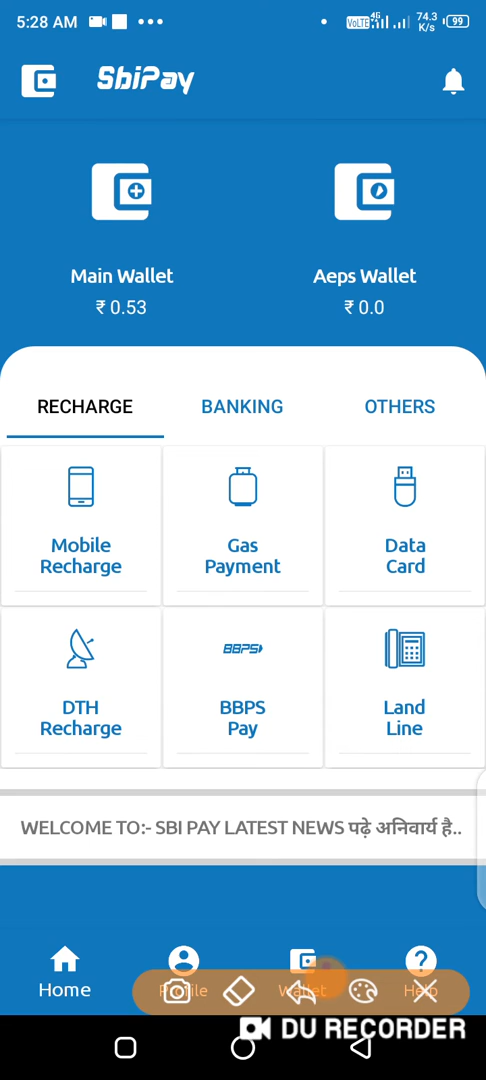 5:28 AM VoLTE 4G 74.3 K/s 99
SbiPay
Main Wallet Aeps Wallet
₹ 0.53 ₹ 0.0
RECHARGE BANKING OTHERS
Mobile Gas Data
Recharge Payment Card
BBPS
DTH BBPS Land
Recharge Pay Line
WELCOME TO:- SBI PAY LATEST NEWS पढ़े अनिवार्य है..
Home Profile Wallet Help
DU RECORDER